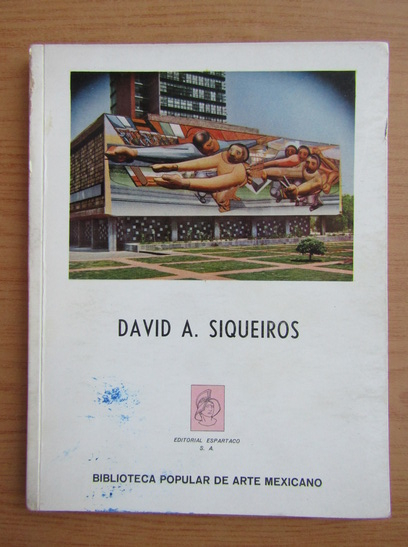 DAVID A. SIQUEIROS
EDITORIAL ESPARTACO
S. A
BIBLIOTECA POPULAR DE ARTE MEXICANO